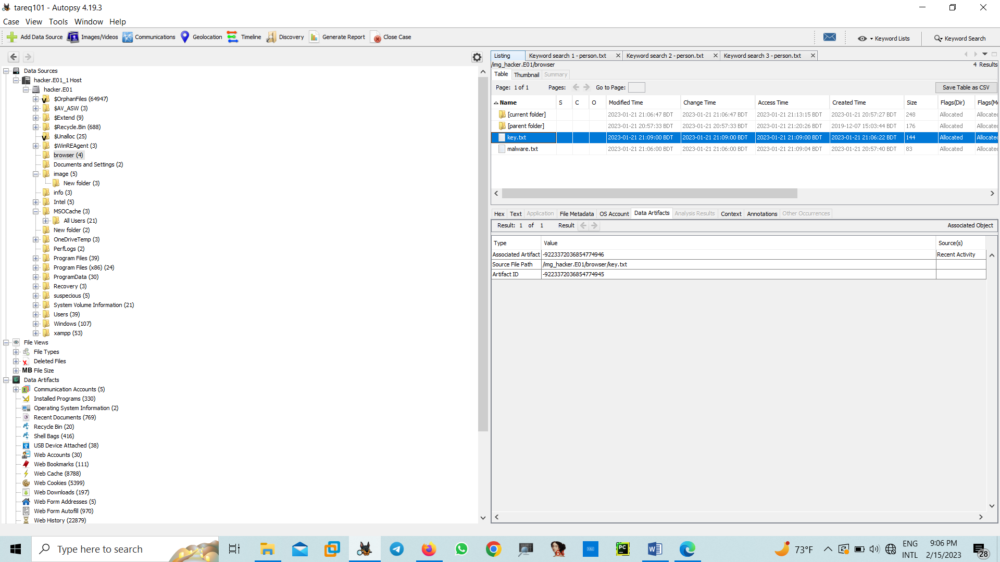 tareq101 - Autopsy 4.19.3
Case View Tools Window Help
Add Data Source Images/Videos Communications Geolocation Timeline Discovery Generate Report Close Case Keyword Lists Keyword Search
Data Sources
hacker.E01_1 Host
hacker.E01
$OrphanFiles (64947)
$AV_ASW (3)
$Extend (9)
$Recycle.Bin (688)
$Unalloc (25)
$WinREAgent (3)
browser (4)
Documents and Settings (2)
image (5)
New folder (3)
info (3)
Intel (5)
MSOCache (3)
All Users (21)
New folder (2)
OneDriveTemp (3)
PerfLogs (2)
Program Files (39)
Program Files (x86) (24)
ProgramData (30)
Recovery (3)
suspecious (5)
System Volume Information (21)
Users (39)
Windows (107)
xampp (53)
File Views
File Types
Deleted Files
MB File Size
Data Artifacts
Communication Accounts (5)
Installed Programs (330)
Operating System Information (2)
Recent Documents (769)
Recycle Bin (20)
Shell Bags (416)
USB Device Attached (38)
Web Accounts (30)
Web Bookmarks (111)
Web Cache (8788)
Web Cookies (5399)
Web Downloads (197)
Web Form Addresses (5)
Web Form Autofill (970)
Web History (22879)
Listing Keyword search 1 - person.txt Keyword search 2 - person.txt Keyword search 3 - person.txt
/img_hacker.E01/browser 4 Results
Table Thumbnail Summary
Page: 1 of 1 Pages: Go to Page: Save Table as CSV
Name S C O Modified Time Change Time Access Time Created Time Size Flags(Dir) Flags(Me
[current folder] 2023-01-21 21:06:47 BDT 2023-01-21 21:06:47 BDT 2023-01-21 21:13:15 BDT 2023-01-21 20:57:27 BDT 248 Allocated Allocated
[parent folder] 2023-01-21 20:57:33 BDT 2023-01-21 20:57:33 BDT 2023-01-21 21:20:26 BDT 2019-12-07 15:03:44 BDT 176 Allocated Allocated
key.txt 2023-01-21 21:09:00 BDT 2023-01-21 21:09:00 BDT 2023-01-21 21:09:00 BDT 2023-01-21 21:06:22 BDT 144 Allocated Allocated
malware.txt 2023-01-21 21:06:00 BDT 2023-01-21 21:06:00 BDT 2023-01-21 21:09:04 BDT 2023-01-21 20:57:40 BDT 83 Allocated Allocated
Hex Text Application File Metadata OS Account Data Artifacts Analysis Results Context Annotations Other Occurrences
Result: 1 of 1 Result Associated Object
Type Value Source(s)
Associated Artifact -9223372036854774946 Recent Activity
Source File Path /img_hacker.E01/browser/key.txt
Artifact ID -9223372036854774945
Type here to search 73°F ENG INTL 9:06 PM 2/15/2023 28